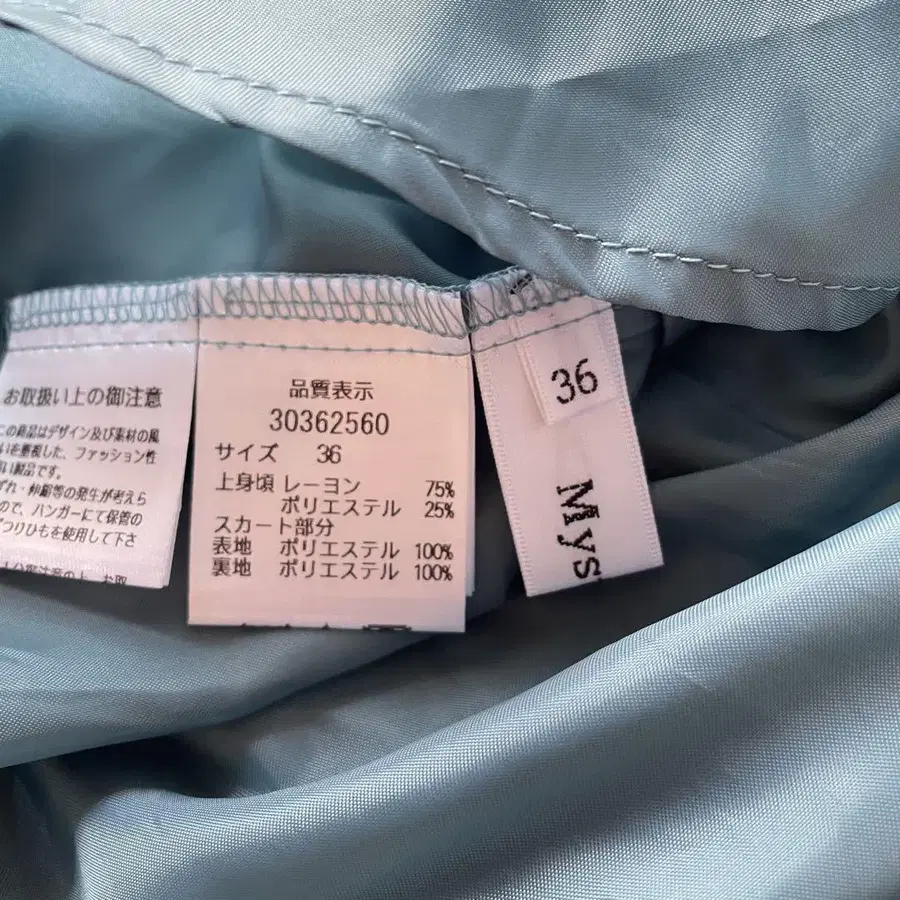 お取扱い上の御注意
この商品はデザイン及び素材の風
いを重視した、ファッション性
い製品です。
ずれ・伸縮等の発生が考えら
ので、ハンガーにて保管の
つりひもを使用して下さ
品質表示
30362560
サイズ 36
上身頃 レーヨン 75%
ポリエステル 25%
スカート部分
表地 ポリエステル 100%
裏地 ポリエステル 100%
36
Mys